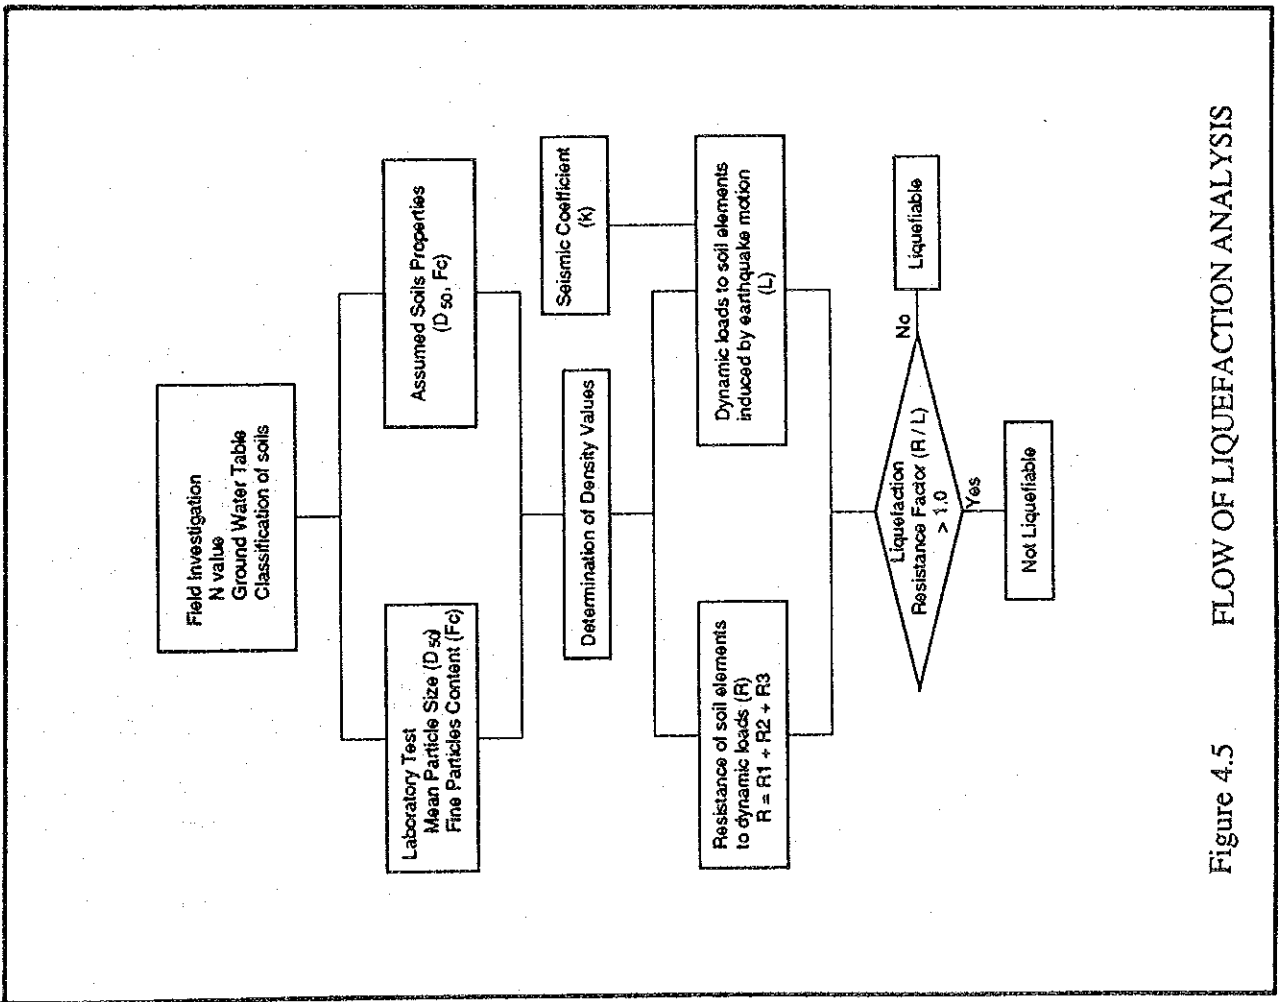 Field Investigation
N value
Ground Water Table
Classification of soils
Laboratory Test
Mean Particle Size (D 50)
Fine Particles Content (Fc)
Assumed Soils Properties
(D 50, Fc)
Determination of Density Values
Seismic Coefficient
(K)
Resistance of soil elements
to dynamic loads (R)
R = R1 + R2 + R3
Dynamic loads to soil elements
induced by earthquake motion
(L)
Liquefaction
Resistance Factor (R / L)
> 1.0
No
Liquefiable
Yes
Not Liquefiable
Figure 4.5 FLOW OF LIQUEFACTION ANALYSIS